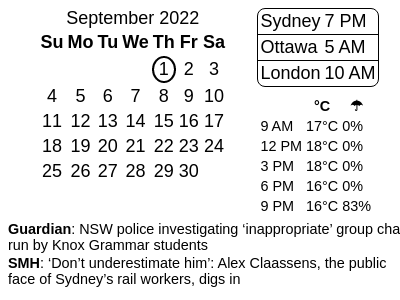 September 2022
Su Mo Tu We Th Fr Sa
1 2 3
4 5 6 7 8 9 10
11 12 13 14 15 16 17
18 19 20 21 22 23 24
25 26 27 28 29 30
Sydney 7 PM
Ottawa 5 AM
London 10 AM
°C ☂
9 AM 17°C 0%
12 PM 18°C 0%
3 PM 18°C 0%
6 PM 16°C 0%
9 PM 16°C 83%
Guardian: NSW police investigating ‘inappropriate’ group cha
run by Knox Grammar students
SMH: ‘Don’t underestimate him’: Alex Claassens, the public
face of Sydney’s rail workers, digs in